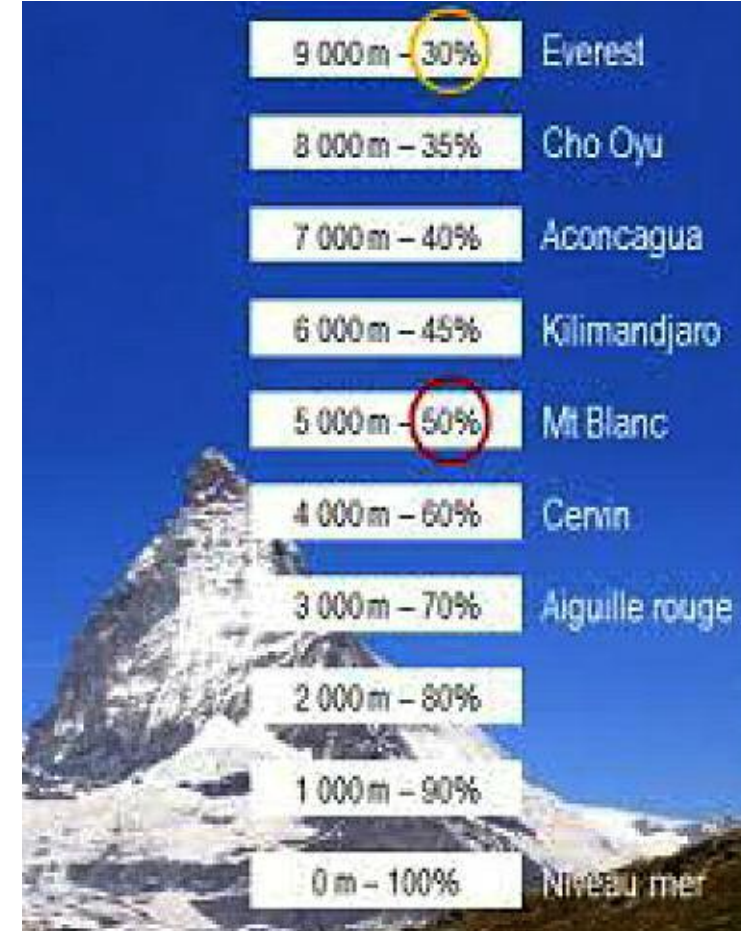 9 000 m – 30% Everest
8 000 m – 35% Cho Oyu
7 000 m – 40% Aconcagua
6 000 m – 45% Kilimandjaro
5 000 m – 50% Mt Blanc
4 000 m – 60% Cervin
3 000 m – 70% Aiguille rouge
2 000 m – 80%
1 000 m – 90%
0 m – 100% Niveau mer